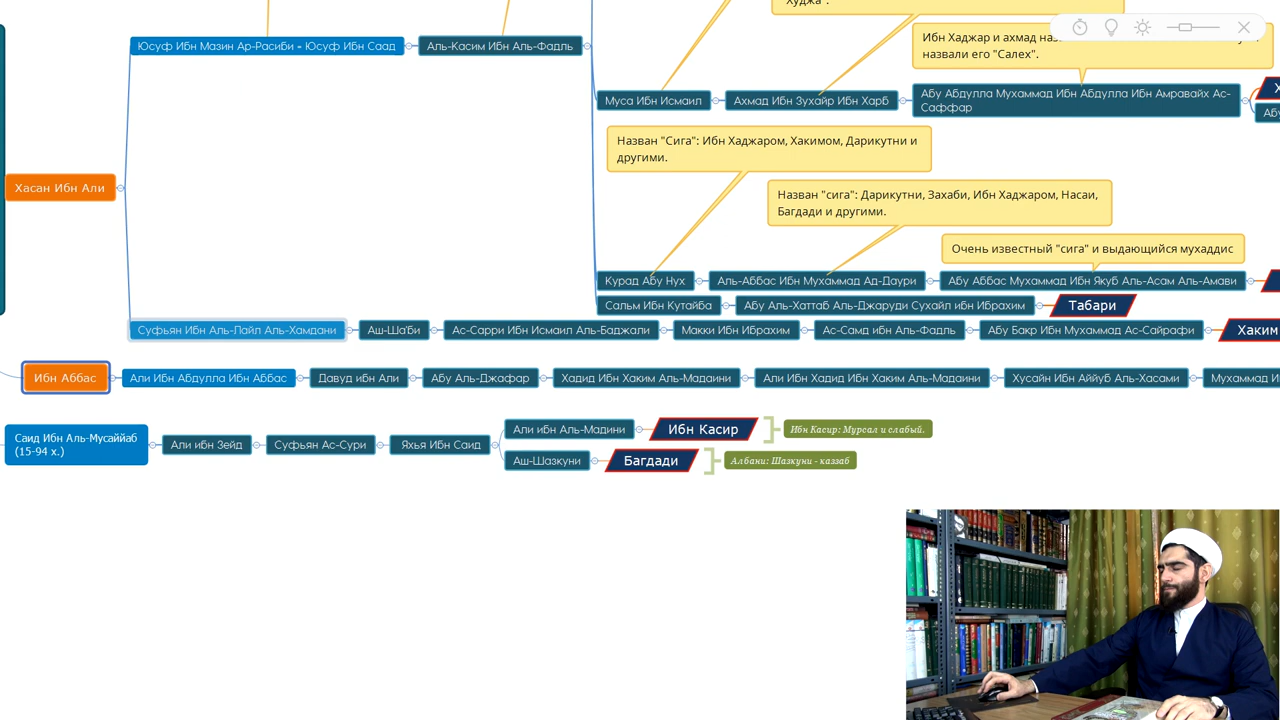 Худжа".
Юсуф Ибн Мазин Ар-Расиби = Юсуф Ибн Саад
Аль-Касим Ибн Аль-Фадль
Ибн Хаджар и ахмад
назвали его "Салех".
Муса Ибн Исмаил
Ахмад Ибн Зухайр Ибн Харб
Абу Абдулла Мухаммад Ибн Абдулла Ибн Амравайх Ас-
Саффар
Назван "Сига": Ибн Хаджаром, Хакимом, Дарикутни и
другими.
Хасан Ибн Али
Назван "сига": Дарикутни, Захаби, Ибн Хаджаром, Насаи,
Багдади и другими.
Очень известный "сига" и выдающийся мухаддис
Курад Абу Нух
Аль-Аббас Ибн Мухаммад Ад-Даури
Абу Аббас Мухаммад Ибн Якуб Аль-Асам Аль-Амави
Сальм Ибн Кутайба
Абу Аль-Хаттаб Аль-Джаруди Сухайл ибн Ибрахим
Табари
Суфьян Ибн Аль-Лайл Аль-Хамдани
Аш-Ша'би
Ас-Сарри Ибн Исмаил Аль-Баджали
Макки Ибн Ибрахим
Ас-Самд ибн Аль-Фадль
Абу Бакр Ибн Мухаммад Ас-Сайрафи
Хаким
Ибн Аббас
Али Ибн Абдулла Ибн Аббас
Давуд ибн Али
Абу Аль-Джафар
Хадид Ибн Хаким Аль-Мадаини
Али Ибн Хадид Ибн Хаким Аль-Мадаини
Хусайн Ибн Аййуб Аль-Хасами
Мухаммад И
Саид Ибн Аль-Мусаййаб
(15-94 х.)
Али ибн Зейд
Суфьян Ас-Сури
Яхья Ибн Саид
Али ибн Аль-Мадини
Ибн Касир
Ибн Касир: Мурсал и слабый.
Аш-Шазкуни
Багдади
Албани: Шазкуни - каззаб